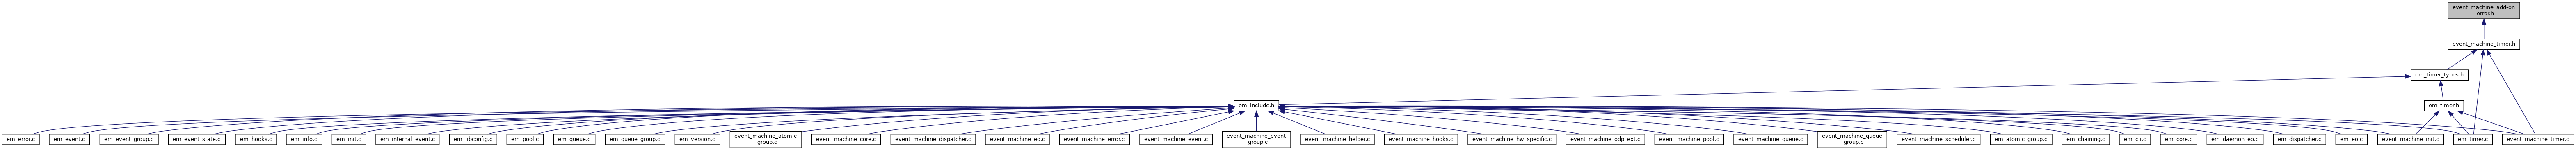 event_machine_add-on
_error.h
event_machine_timer.h
em_timer_types.h
em_include.h
em_timer.h
em_error.c
em_event.c
em_event_group.c
em_event_state.c
em_hooks.c
em_info.c
em_init.c
em_internal_event.c
em_libconfig.c
em_pool.c
em_queue.c
em_queue_group.c
em_version.c
event_machine_atomic
_group.c
event_machine_core.c
event_machine_dispatcher.c
event_machine_eo.c
event_machine_error.c
event_machine_event.c
event_machine_event
_group.c
event_machine_helper.c
event_machine_hooks.c
event_machine_hw_specific.c
event_machine_odp_ext.c
event_machine_pool.c
event_machine_queue.c
event_machine_queue
_group.c
event_machine_scheduler.c
em_atomic_group.c
em_chaining.c
em_cli.c
em_core.c
em_daemon_eo.c
em_dispatcher.c
em_eo.c
event_machine_init.c
em_timer.c
event_machine_timer.c